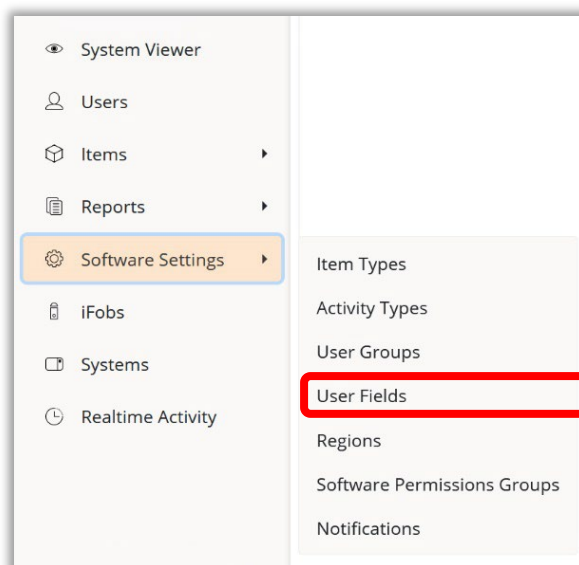 System Viewer
Users
Items
Reports
Software Settings
iFobs
Systems
Realtime Activity
Item Types
Activity Types
User Groups
User Fields
Regions
Software Permissions Groups
Notifications